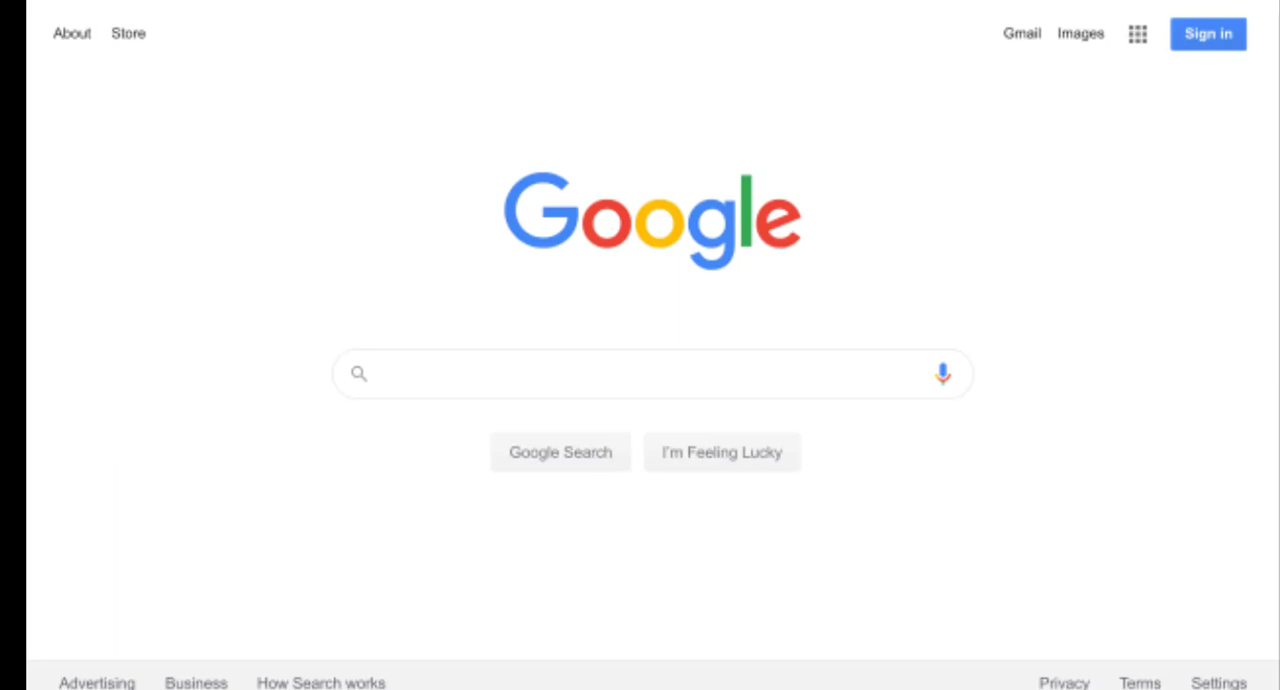 About Store Gmail Images Sign in
Google
Google Search I'm Feeling Lucky
Advertising Business How Search works Privacy Terms Settings